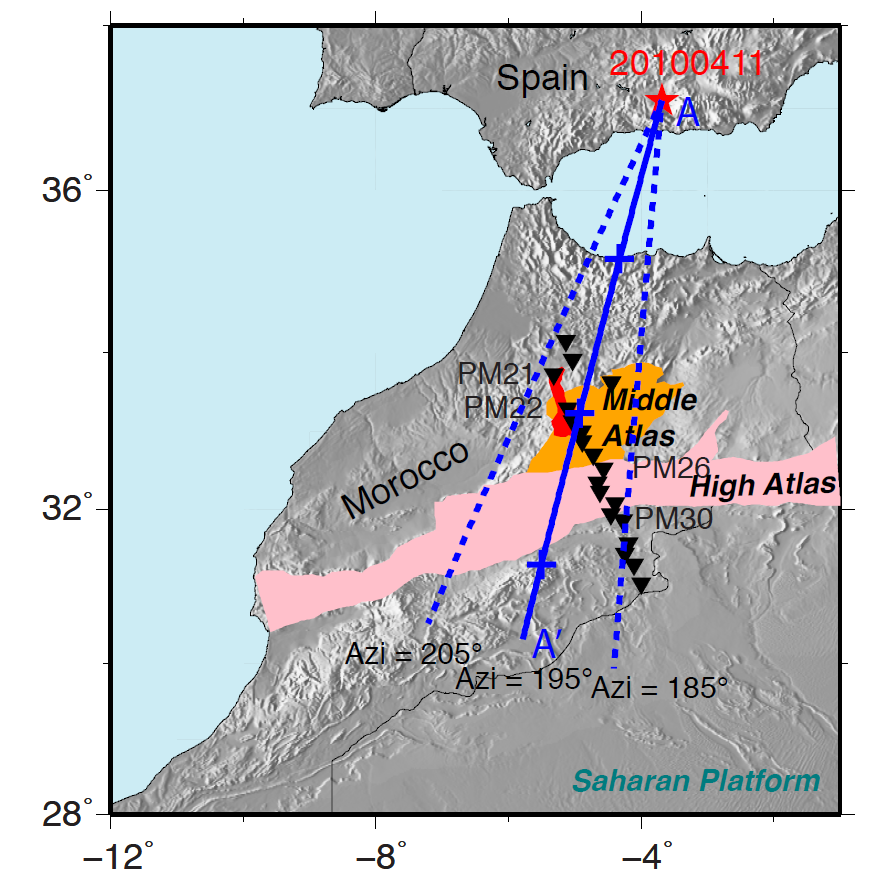 20100411
Spain
A
36°
PM21
PM22
Middle
Atlas
PM26
High Atlas
Morocco
32°
PM30
A'
Azi = 205°
Azi = 195°
Azi = 185°
Saharan Platform
28°
−12°
−8°
−4°